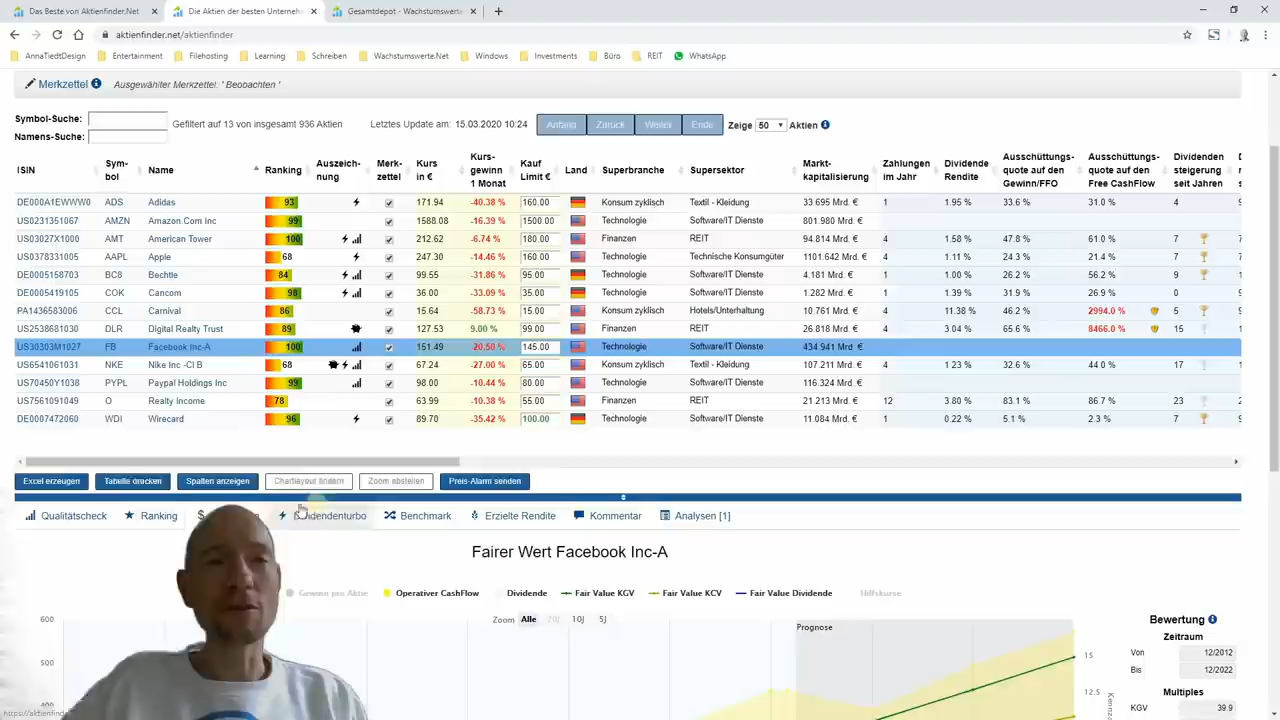 Das Beste von Aktienfinder.Net
Die Aktien der besten Unterneh
Gesamtdepot - Wachstumswerte.N
aktienfinder.net/aktienfinder
AnnaTiedtDesign Entertainment Filehosting Learning Schreiben Wachstumswerte.Net Windows Investments Büro REIT WhatsApp
Merkzettel Ausgewählter Merkzettel: ' Beobachten '
Symbol-Suche:
Namens-Suche:
Gefiltert auf 13 von insgesamt 936 Aktien Letztes Update am: 15.03.2020 10:24 Anfang Zurück Weiter Ende Zeige 50 Aktien
ISIN Sym-bol Name Ranking Auszeich-nung Merk-zettel Kurs in € Kurs-gewinn 1 Monat Kauf Limit € Land Superbranche Supersektor Markt-kapitalisierung Zahlungen im Jahr Dividende Rendite Ausschüttungs-quote auf den Gewinn/FFO Ausschüttungs-quote auf den Free CashFlow Dividenden steigerung seit Jahren
DE000A1EWWW0 ADS Adidas 93 171.94 -40.38 % 160.00 Konsum zyklisch Textil - Kleidung 33.695 Mrd. € 1 1.95 % 33.6 % 31.0 % 4
US0231351067 AMZN Amazon.Com Inc 99 1588.08 -16.39 % 1500.00 Technologie Software/IT Dienste 801.980 Mrd. €
US03027X1000 AMT American Tower 100 212.62 -6.74 % 180.00 Finanzen REIT 94.814 Mrd. € 4 1.58 % 47.8 % 61.0 % 7
US0378331005 AAPL Apple 68 247.30 -14.46 % 160.00 Technologie Technische Konsumgüter 1101.642 Mrd. € 4 1.11 % 24.3 % 21.4 % 7
DE0005158703 BC8 Bechtle 84 99.55 -31.86 % 95.00 Technologie Software/IT Dienste 4.181 Mrd. € 1 1.00 % 26.2 % 56.2 % 9
DE0005419105 COK Cancom 98 36.00 -33.09 % 35.00 Technologie Software/IT Dienste 1.282 Mrd. € 1 1.39 % 31.9 % 26.9 % 0
PA1436583006 CCL Carnival 86 15.64 -58.73 % 15.00 Konsum zyklisch Hotels/Unterhaltung 10.761 Mrd. € 4 11.38 % 46.2 % 2994.0 % 5
US2538681030 DLR Digital Realty Trust 89 127.53 9.00 % 99.00 Finanzen REIT 26.818 Mrd. € 4 3.04 % 65.6 % 8466.0 % 15
US30303M1027 FB Facebook Inc-A 100 151.49 -20.50 % 145.00 Technologie Software/IT Dienste 434.941 Mrd. €
US6541061031 NKE Nike Inc -Cl B 68 67.24 -27.00 % 65.00 Konsum zyklisch Textil - Kleidung 107.211 Mrd. € 4 1.23 % 32.6 % 44.0 % 17
US70450Y1038 PYPL Paypal Holdings Inc 99 98.00 -10.44 % 80.00 Technologie Software/IT Dienste 116.324 Mrd. €
US7561091049 O Realty Income 78 63.99 -10.38 % 55.00 Finanzen REIT 21.213 Mrd. € 12 3.80 % 83.1 % 86.7 % 23
DE0007472060 WDI Wirecard 96 89.70 -35.42 % 100.00 Technologie Software/IT Dienste 11.084 Mrd. € 1 0.22 % 5.1 % 2.3 % 7
Excel erzeugen Tabelle drucken Spalten anzeigen Chartlayout ändern Zoom abstellen Preis-Alarm senden
Qualitätscheck Ranking Benchmark Erzielte Rendite Kommentar Analysen [1]
Fairer Wert Facebook Inc-A
Gewinn pro Aktie Operativer CashFlow Dividende Fair Value KGV Fair Value KCV Fair Value Dividende Hilfskurse
Zoom Alle 20J 10J 5J
Prognose
600
500
400
15
12.5
Bewertung
Zeitraum
Von 12/2012
Bis 12/2022
Multiples
KGV 39.9